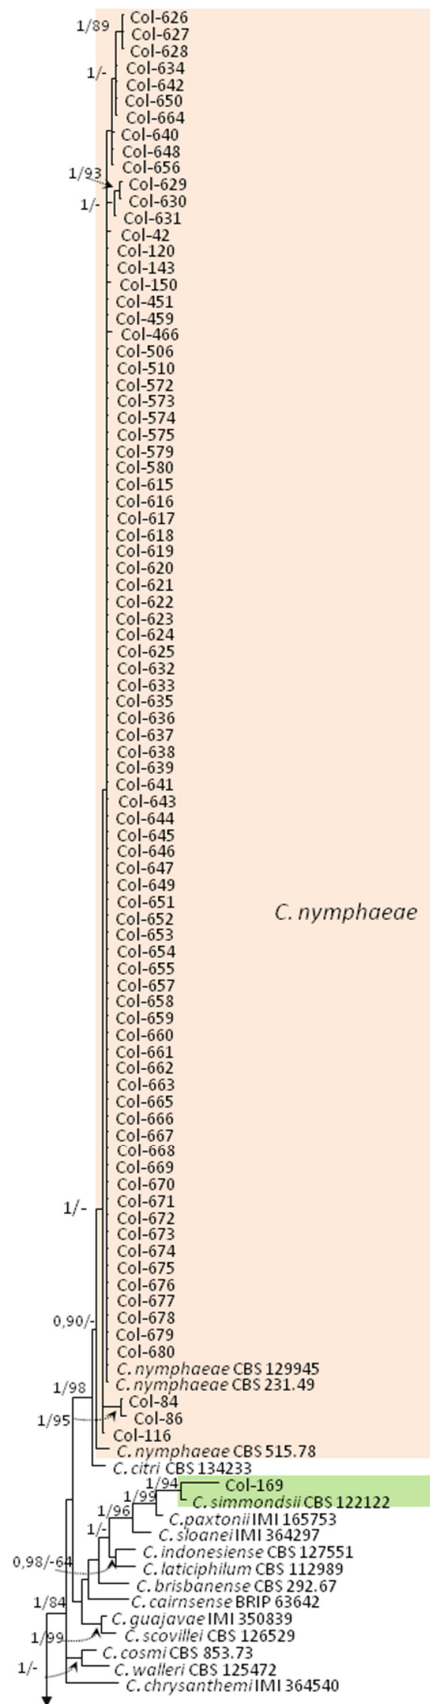 1/89
Col-626
Col-627
Col-628
1/-
Col-634
Col-642
Col-650
Col-664
Col-640
Col-648
Col-656
1/93
Col-629
Col-630
1/-
Col-631
Col-42
Col-120
Col-143
Col-150
Col-451
Col-459
Col-466
Col-506
Col-510
Col-572
Col-573
Col-574
Col-575
Col-579
Col-580
Col-615
Col-616
Col-617
Col-618
Col-619
Col-620
Col-621
Col-622
Col-623
Col-624
Col-625
Col-632
Col-633
Col-635
Col-636
Col-637
Col-638
Col-639
Col-641
Col-643
Col-644
Col-645
Col-646
Col-647
Col-649
Col-651
C. nymphaeae
Col-652
Col-653
Col-654
Col-655
Col-657
Col-658
Col-659
Col-660
Col-661
Col-662
Col-663
Col-665
Col-666
Col-667
Col-668
Col-669
Col-670
Col-671
1/-
Col-672
Col-673
Col-674
Col-675
Col-676
Col-677
Col-678
0,90/-
Col-679
Col-680
C. nymphaeae CBS 129945
C. nymphaeae CBS 231.49
1/98
Col-84
1/95
Col-86
Col-116
C. nymphaeae CBS 515.78
C. citri CBS 134233
1/94
Col-169
1/99
C. simmondsii CBS 122122
1/96
C. paxtonii IMI 165753
1/-
C. sloanei IMI 364297
C. indonesiense CBS 127551
0,98/-64
C. laticiphilum CBS 112989
C. brisbanense CBS 292.67
1/84
C. cairnsense BRIP 63642
C. guajavae IMI 350839
1/99
C. scovillei CBS 126529
C. cosmi CBS 853.73
1/-
C. walleri CBS 125472
C. chrysanthemi IMI 364540